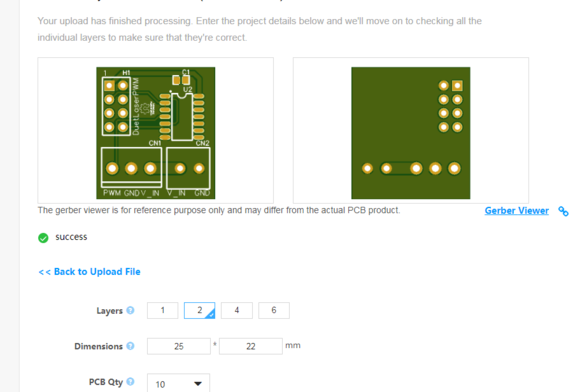 Your upload has finished processing. Enter the project details below and we'll move on to checking all the
individual layers to make sure that they're correct.
1 H1 C1
U2
DuetLaserPWM
CN1 CN2
PWM GND V_IN V_IN GND
The gerber viewer is for reference purpose only and may differ from the actual PCB product. Gerber Viewer
success
<< Back to Upload File
Layers ? 1 2 4 6
Dimensions ? 25 * 22 mm
PCB Qty ? 10